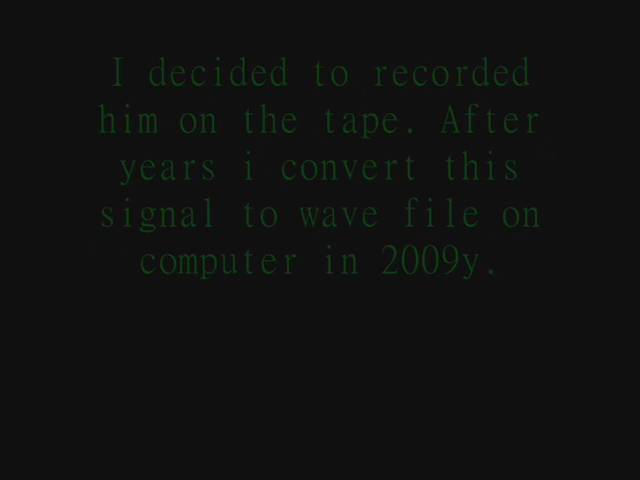 I decided to recorded
him on the tape. After
years i convert this
signal to wave file on
computer in 2009y.